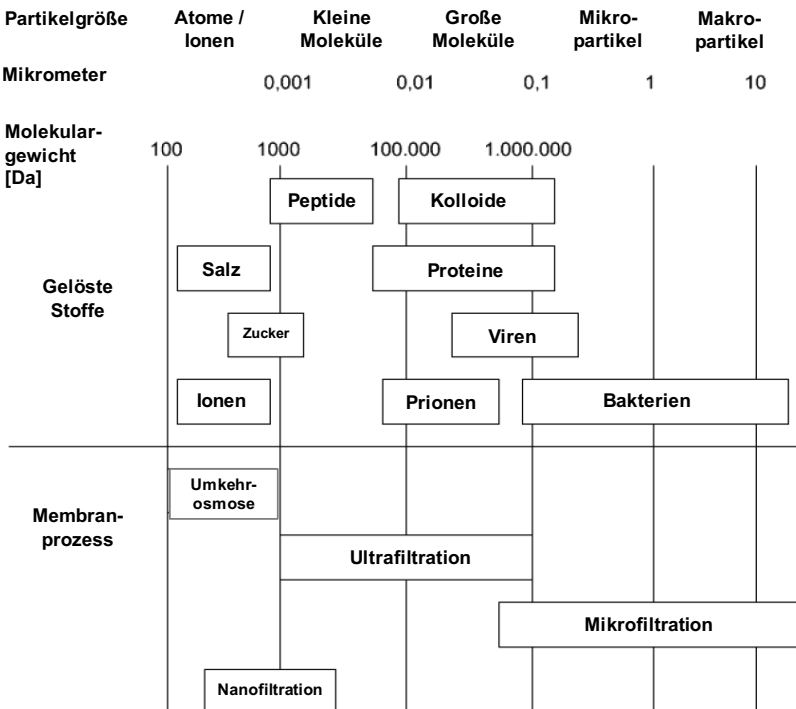 Partikelgröße Atome / Kleine Große Mikro- Makro-
Ionen Moleküle Moleküle partikel partikel
Mikrometer 0,001 0,01 0,1 1 10
Molekular-
gewicht 100 1000 100.000 1.000.000
[Da]
Peptide Kolloide
Salz Proteine
Gelöste
Stoffe
Zucker Viren
Ionen Prionen Bakterien
Umkehr-
osmose
Membran-
prozess
Ultrafiltration
Mikrofiltration
Nanofiltration